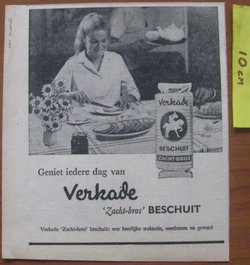 10 cm
Verkade
BESCHUIT
ZACHT-BROS
Geniet iedere dag van
Verkade
'Zacht-bros' BESCHUIT
Verkade 'Zacht-bros' beschuit: een heerlijke traktatie, voedzaam en gezond